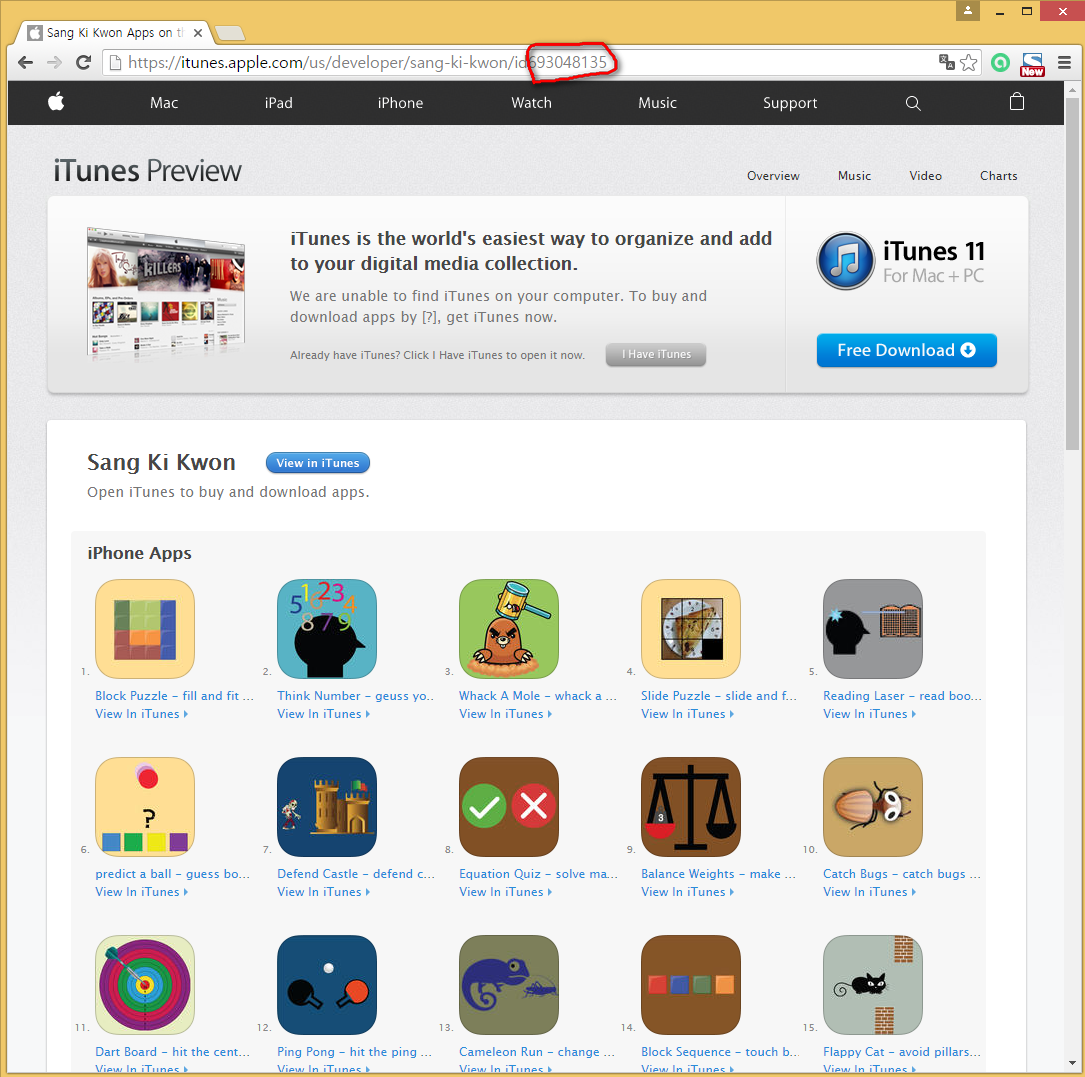 Sang Ki Kwon Apps on t
https://itunes.apple.com/us/developer/sang-ki-kwon/id693048135
New
Mac iPad iPhone Watch Music Support
iTunes Preview
Overview Music Video Charts
iTunes is the world's easiest way to organize and add
to your digital media collection.
We are unable to find iTunes on your computer. To buy and
download apps by [?], get iTunes now.
Already have iTunes? Click I Have iTunes to open it now.
I Have iTunes
KILLERS
iTunes 11
For Mac + PC
Free Download
Sang Ki Kwon
View in iTunes
Open iTunes to buy and download apps.
iPhone Apps
1 2 3 5 6 4 8 7 9
1. 2. 3. 4. 5.
Block Puzzle - fill and fit ... Think Number - geuss yo... Whack A Mole - whack a ... Slide Puzzle - slide and f... Reading Laser - read boo...
View In iTunes View In iTunes View In iTunes View In iTunes View In iTunes
?
3
6. 7. 8. 9. 10.
predict a ball - guess bo... Defend Castle - defend c... Equation Quiz - solve ma... Balance Weights - make ... Catch Bugs - catch bugs ...
View In iTunes View In iTunes View In iTunes View In iTunes View In iTunes
11. 12. 13. 14. 15.
Dart Board - hit the cent... Ping Pong - hit the ping ... Cameleon Run - change ... Block Sequence - touch b... Flappy Cat - avoid pillars...
View In iTunes View In iTunes View In iTunes View In iTunes View In iTunes